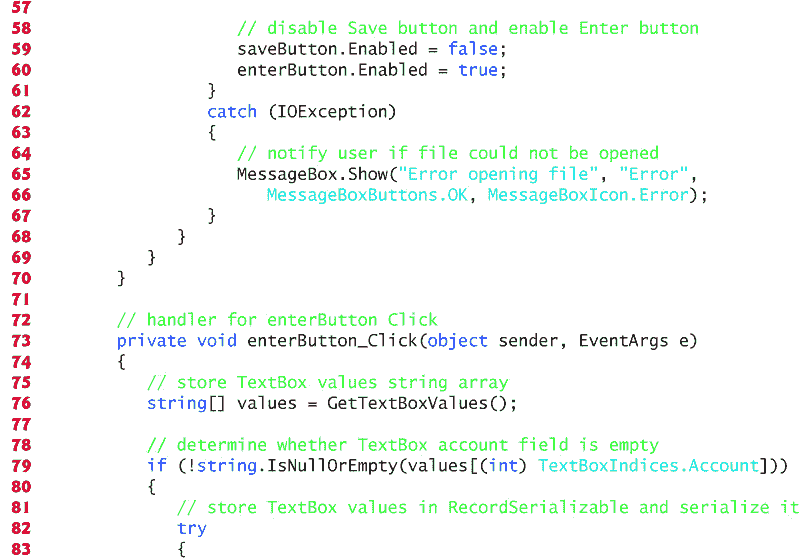 57
58 // disable Save button and enable Enter button
59 saveButton.Enabled = false;
60 enterButton.Enabled = true;
61 }
62 catch (IOException)
63 {
64 // notify user if file could not be opened
65 MessageBox.Show("Error opening file", "Error",
66 MessageBoxButtons.OK, MessageBoxIcon.Error);
67 }
68 }
69 }
70 }
71
72 // handler for enterButton Click
73 private void enterButton_Click(object sender, EventArgs e)
74 {
75 // store TextBox values string array
76 string[] values = GetTextBoxValues();
77
78 // determine whether TextBox account field is empty
79 if (!string.IsNullOrEmpty(values[(int) TextBoxIndices.Account]))
80 {
81 // store TextBox values in RecordSerializable and serialize it
82 try
83 {